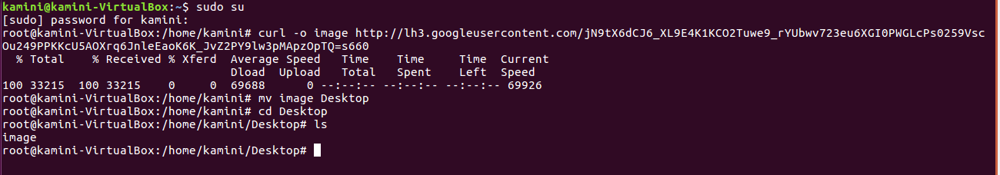 kamini@kamini-VirtualBox:~$ sudo su
[sudo] password for kamini:
root@kamini-VirtualBox:/home/kamini# curl -o image http://lh3.googleusercontent.com/jN9tX6dCJ6_XL9E4K1KCO2Tuwe9_rYUbwv723eu6XGI0PWGLcPs0259Vsc
Ou249PPKKcU5AOXrq6JnleEaoK6K_JvZ2PY9lw3pMApzOpTQ=s660
  % Total    % Received % Xferd  Average Speed   Time    Time     Time  Current
                                 Dload  Upload   Total   Spent    Left  Speed
100 33215  100 33215    0     0  69688      0 --:--:-- --:--:-- --:--:-- 69926
root@kamini-VirtualBox:/home/kamini# mv image Desktop
root@kamini-VirtualBox:/home/kamini# cd Desktop
root@kamini-VirtualBox:/home/kamini/Desktop# ls
image
root@kamini-VirtualBox:/home/kamini/Desktop#